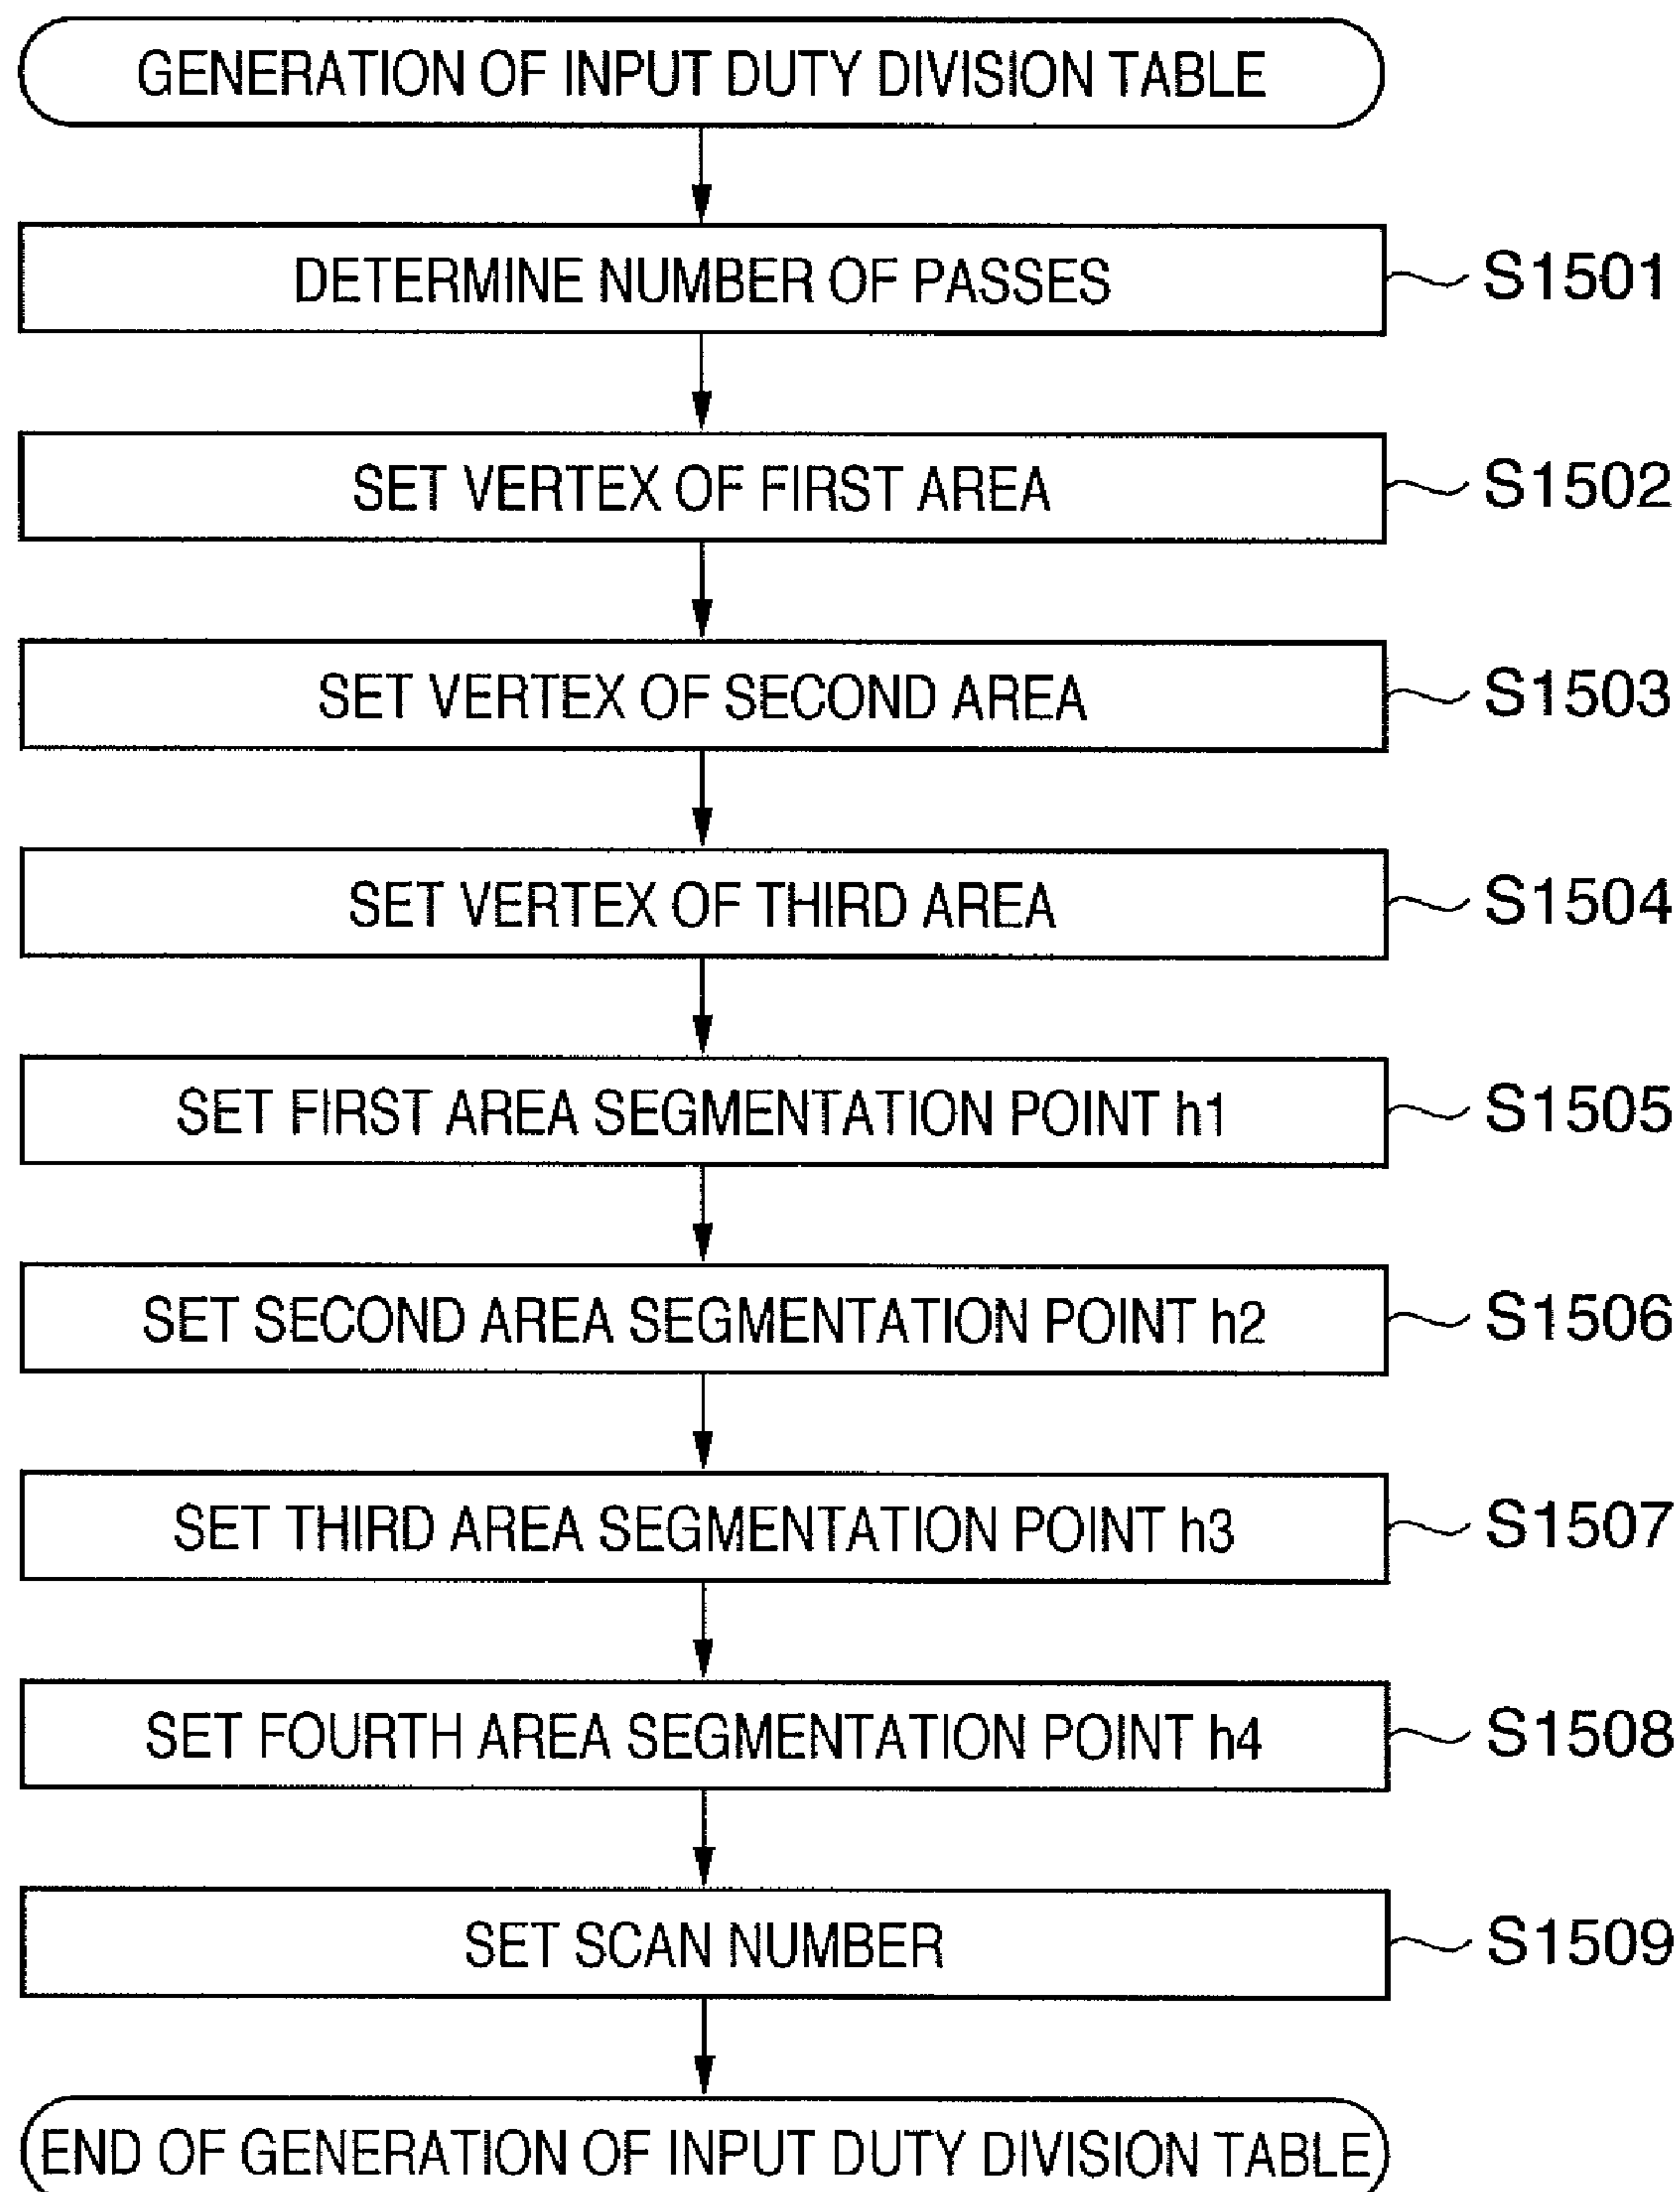 GENERATION OF INPUT DUTY DIVISION TABLE
DETERMINE NUMBER OF PASSES
S1501
SET VERTEX OF FIRST AREA
S1502
SET VERTEX OF SECOND AREA
S1503
SET VERTEX OF THIRD AREA
S1504
SET FIRST AREA SEGMENTATION POINT h1
S1505
SET SECOND AREA SEGMENTATION POINT h2
S1506
SET THIRD AREA SEGMENTATION POINT h3
S1507
SET FOURTH AREA SEGMENTATION POINT h4
S1508
SET SCAN NUMBER
S1509
END OF GENERATION OF INPUT DUTY DIVISION TABLE